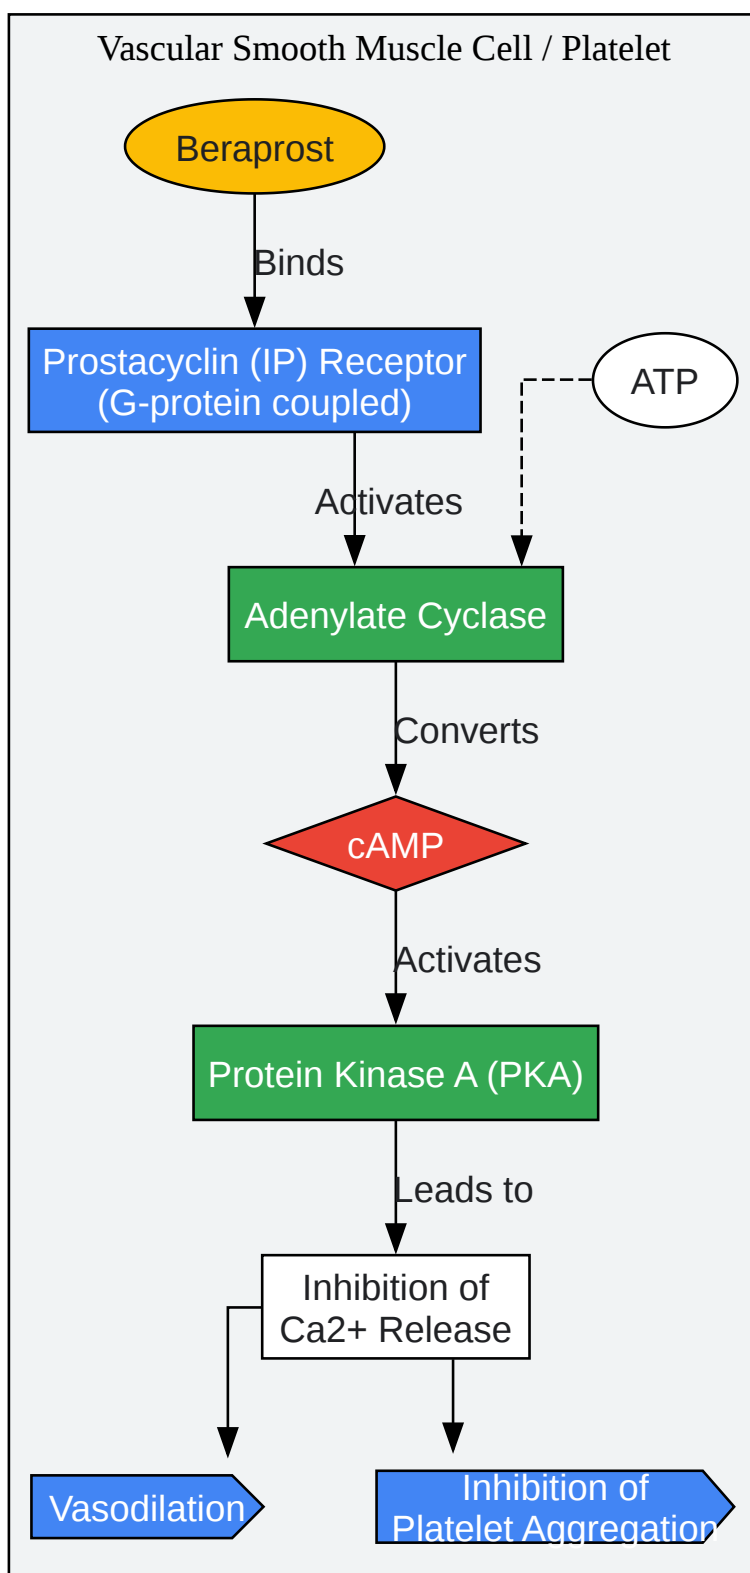 Vascular Smooth Muscle Cell / Platelet
Beraprost
Binds
Prostacyclin (IP) Receptor
(G-protein coupled)
ATP
Activates
Adenylate Cyclase
Converts
cAMP
Activates
Protein Kinase A (PKA)
Leads to
Inhibition of
Ca2+ Release
Vasodilation
Inhibition of
Platelet Aggregation